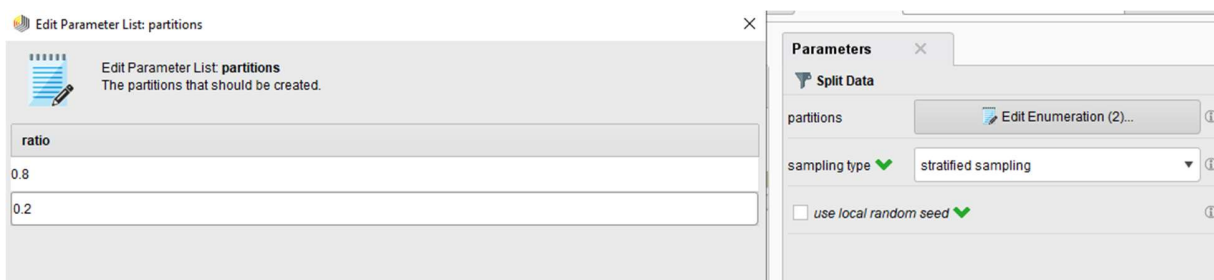 Edit Parameter List: partitions
Edit Parameter List: partitions
The partitions that should be created.
ratio
0.8
0.2
Parameters
Split Data
partitions
Edit Enumeration (2)...
sampling type
stratified sampling
use local random seed